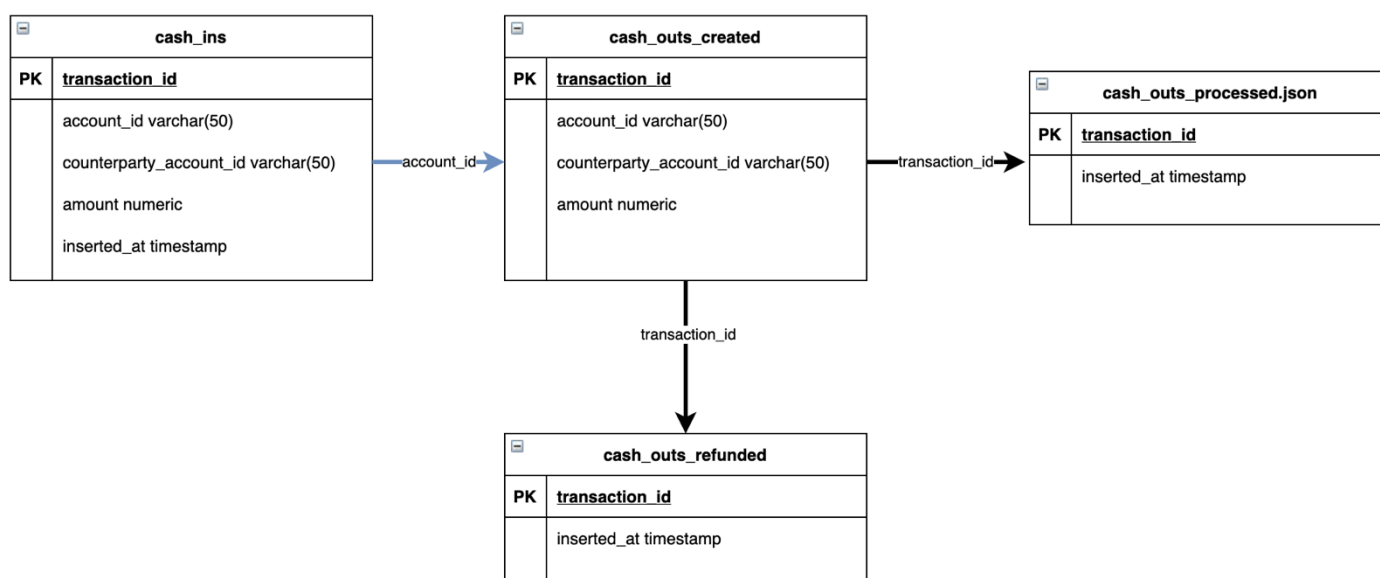 cash_ins
PK transaction_id
account_id varchar(50)
counterparty_account_id varchar(50)
amount numeric
inserted_at timestamp
account_id
cash_outs_created
PK transaction_id
account_id varchar(50)
counterparty_account_id varchar(50)
amount numeric
transaction_id
cash_outs_processed.json
PK transaction_id
inserted_at timestamp
transaction_id
cash_outs_refunded
PK transaction_id
inserted_at timestamp